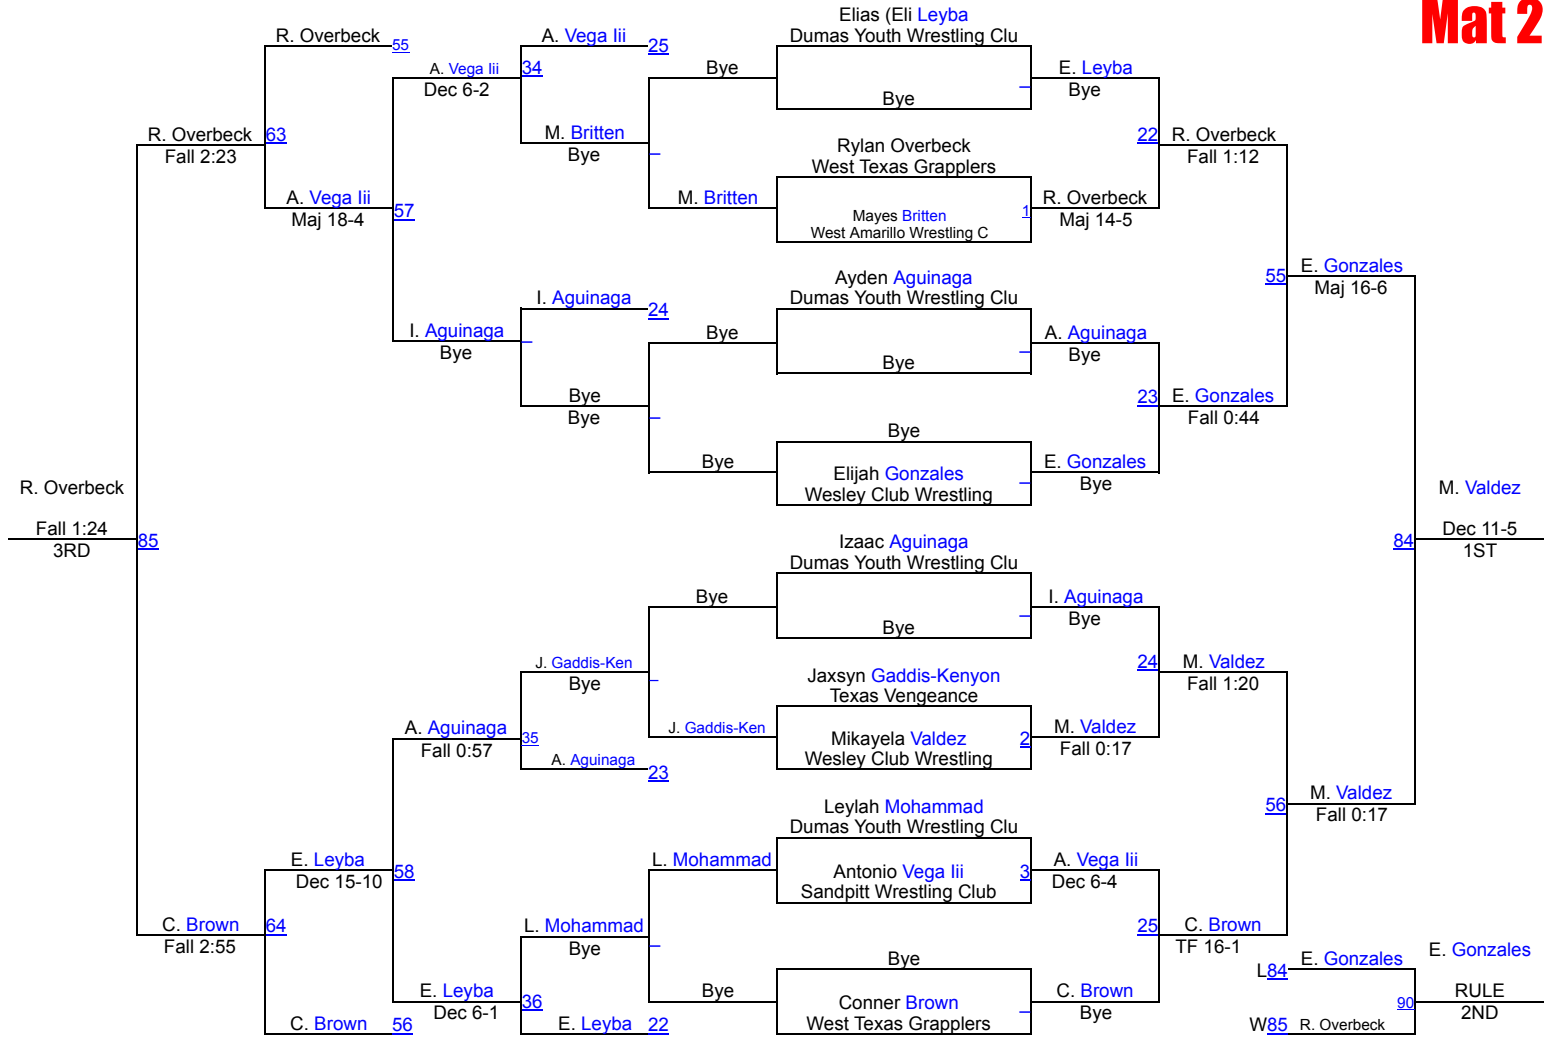 Mat 2
Elias (Eli Leyba
Dumas Youth Wrestling Clu
R. Overbeck 55
A. Vega Iii 25
A. Vega Iii 34
Dec 6-2
Bye
Bye
E. Leyba
Bye
R. Overbeck 63
Fall 2:23
M. Britten
Bye
Rylan Overbeck
West Texas Grapplers
22 R. Overbeck
Fall 1:12
A. Vega Iii 57
Maj 18-4
M. Britten
Mayes Britten 1
West Amarillo Wrestling C
R. Overbeck
Maj 14-5
Ayden Aguinaga
Dumas Youth Wrestling Clu
55 E. Gonzales
Maj 16-6
I. Aguinaga 24
I. Aguinaga
Bye
Bye
Bye
A. Aguinaga
Bye
Bye
Bye
23 E. Gonzales
Fall 0:44
Bye
Bye
Elijah Gonzales
Wesley Club Wrestling
E. Gonzales
Bye
R. Overbeck
Fall 1:24
3RD
85
M. Valdez
84 Dec 11-5
1ST
Izaac Aguinaga
Dumas Youth Wrestling Clu
Bye
Bye
I. Aguinaga
Bye
J. Gaddis-Ken
Bye
Jaxsyn Gaddis-Kenyon
Texas Vengeance
24 M. Valdez
Fall 1:20
A. Aguinaga 35
Fall 0:57
J. Gaddis-Ken
Mikayela Valdez 2
Wesley Club Wrestling
M. Valdez
Fall 0:17
A. Aguinaga 23
Leylah Mohammad
Dumas Youth Wrestling Clu
56 M. Valdez
Fall 0:17
E. Leyba 58
Dec 15-10
L. Mohammad
Antonio Vega Iii 3
Sandpitt Wrestling Club
A. Vega Iii
Dec 6-4
C. Brown 64
Fall 2:55
L. Mohammad
Bye
25 C. Brown
TF 16-1
Bye
E. Leyba 36
Dec 6-1
Bye
Conner Brown
West Texas Grapplers
C. Brown
Bye
C. Brown 56
E. Leyba 22
L84 E. Gonzales
E. Gonzales
90 RULE
2ND
W85 R. Overbeck